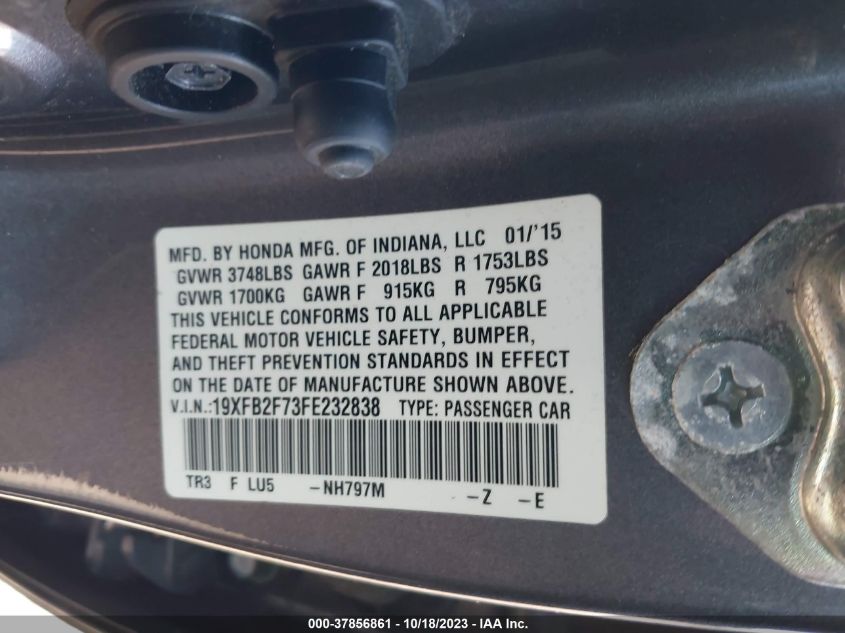 MFD. BY HONDA MFG. OF INDIANA, LLC 01/'15
GVWR 3748LBS GAWR F 2018LBS R 1753LBS
GVWR 1700KG GAWR F 915KG R 795KG
THIS VEHICLE CONFORMS TO ALL APPLICABLE
FEDERAL MOTOR VEHICLE SAFETY, BUMPER,
AND THEFT PREVENTION STANDARDS IN EFFECT
ON THE DATE OF MANUFACTURE SHOWN ABOVE.
V.I.N.:19XFB2F73FE232838 TYPE: PASSENGER CAR
TR3 F LU5 -NH797M -Z -E
000-37856861 - 10/18/2023 - IAA Inc.